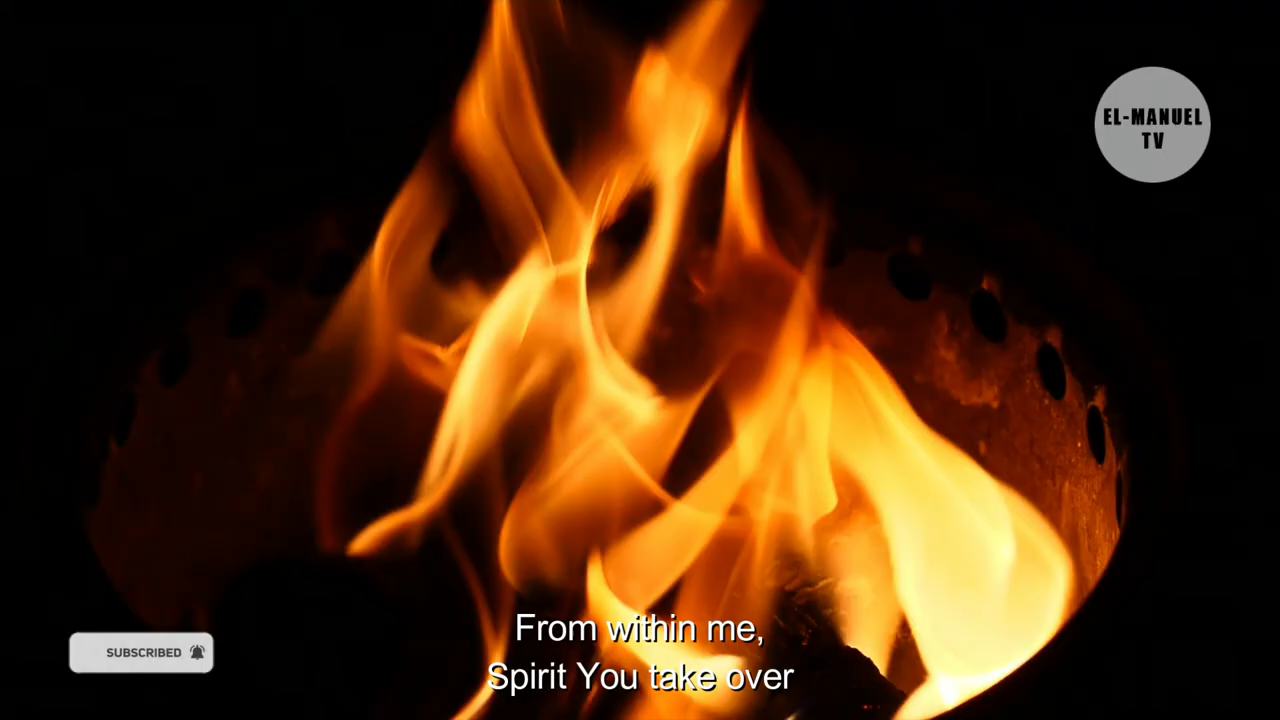 EL-MANUEL
TV
From within me,
Spirit You take over
SUBSCRIBED